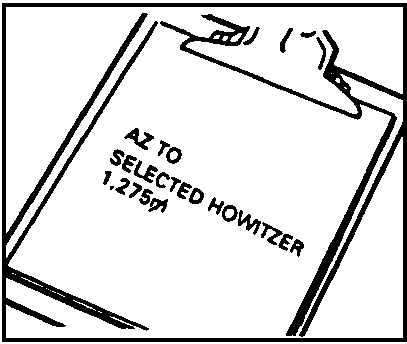 AZ TO
SELECTED HOWITZER
1,275 ɱ